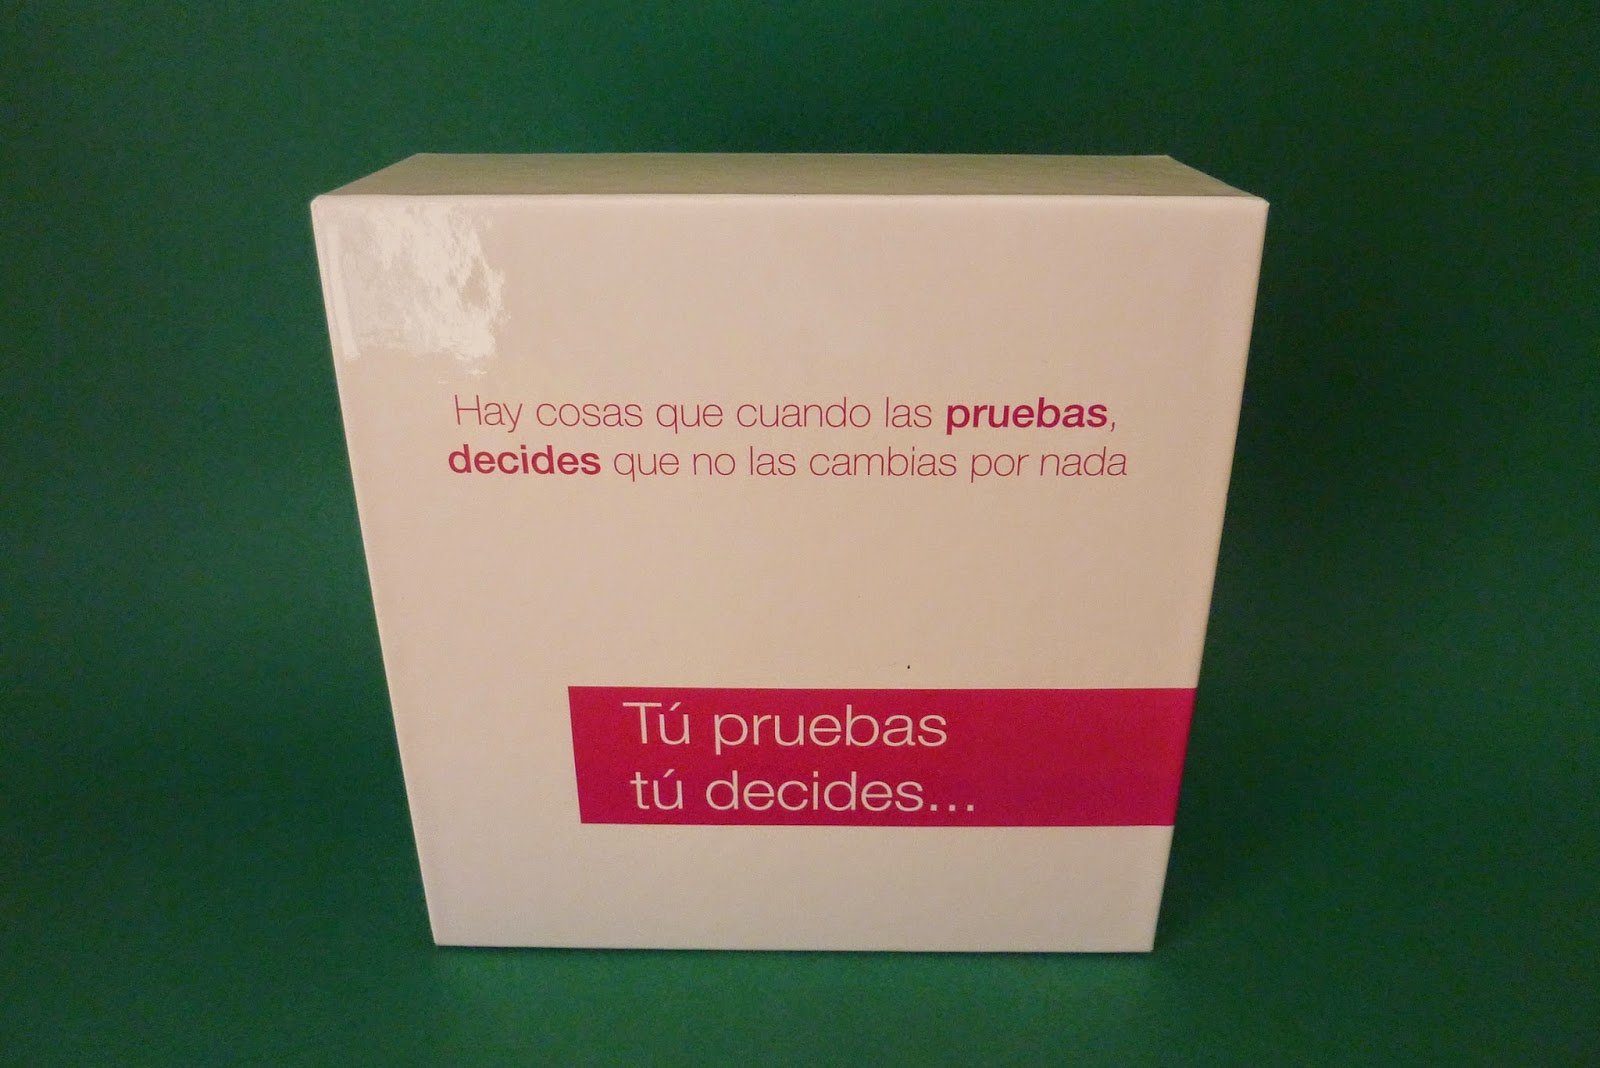 Hay cosas que cuando las pruebas,
decides que no las cambias por nada
Tú pruebas
tú decides...